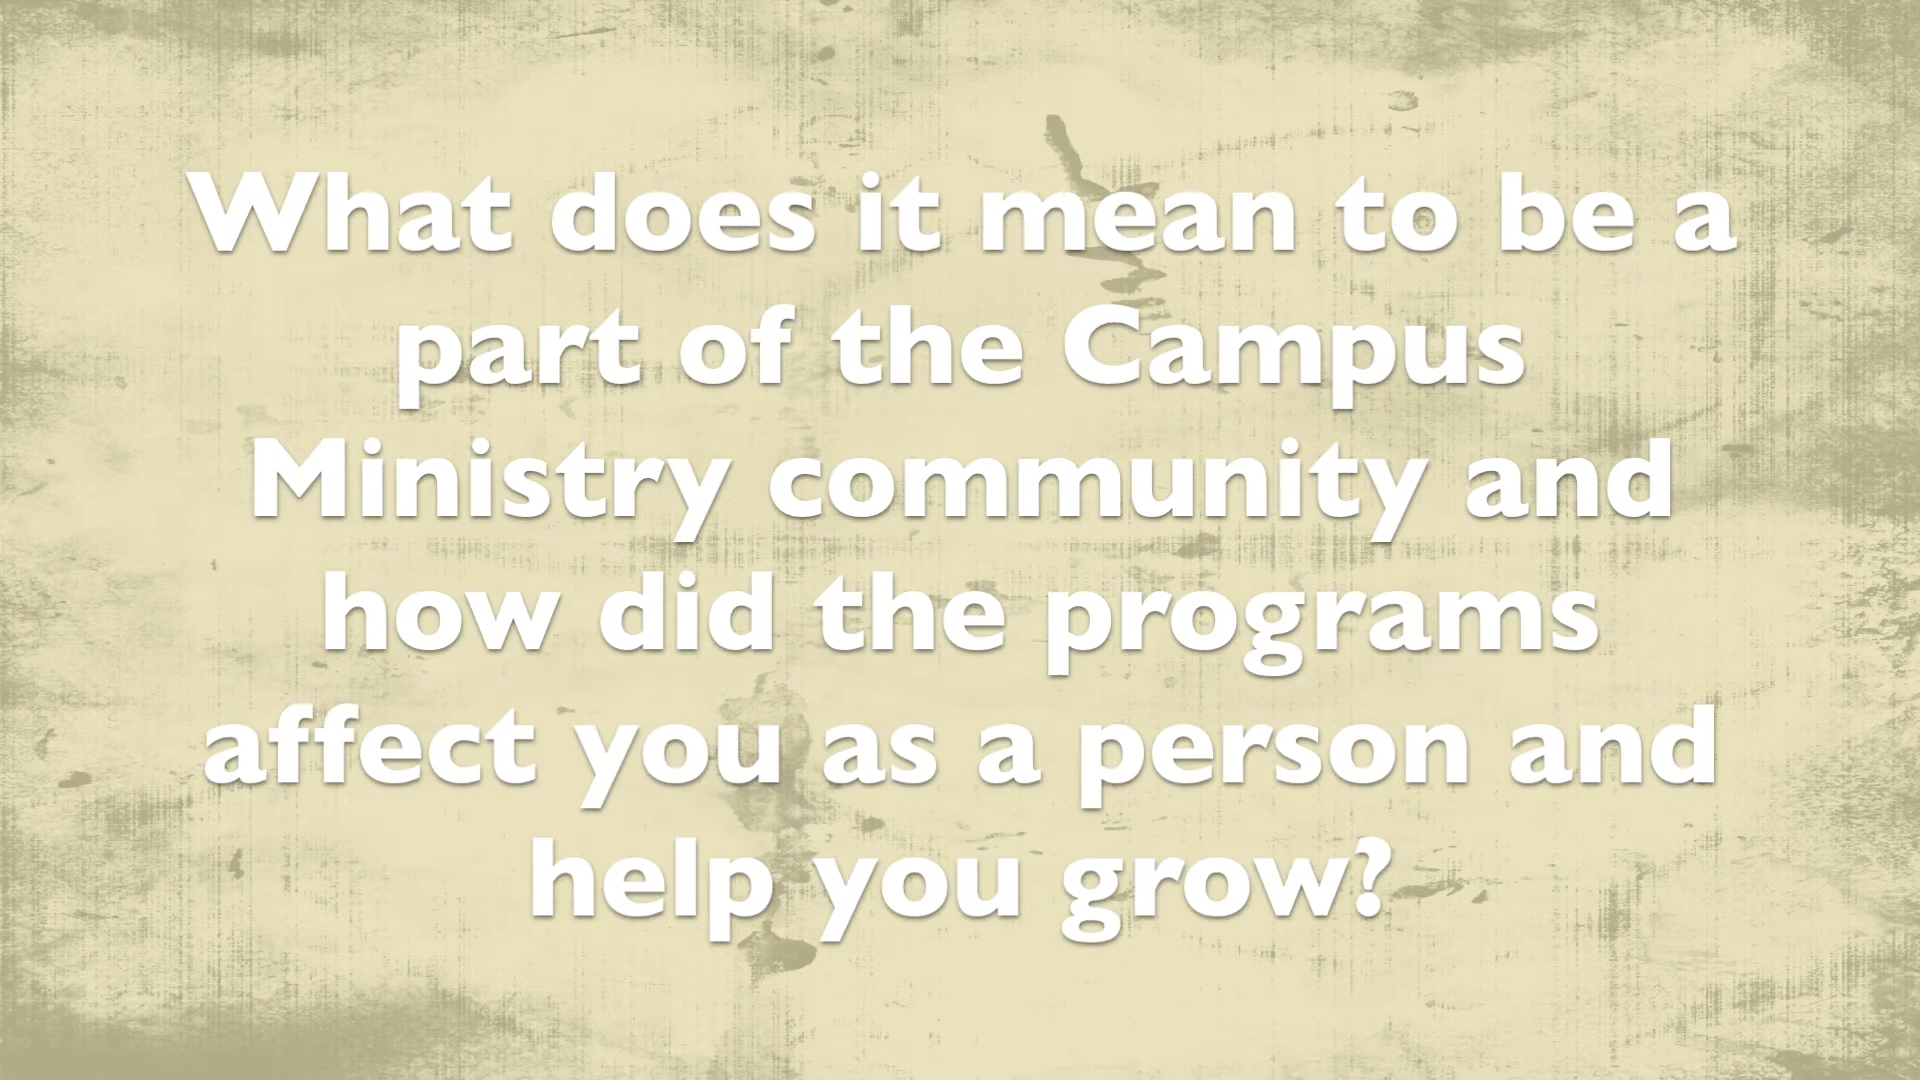 What does it mean to be a
part of the Campus
Ministry community and
how did the programs
affect you as a person and
help you grow?